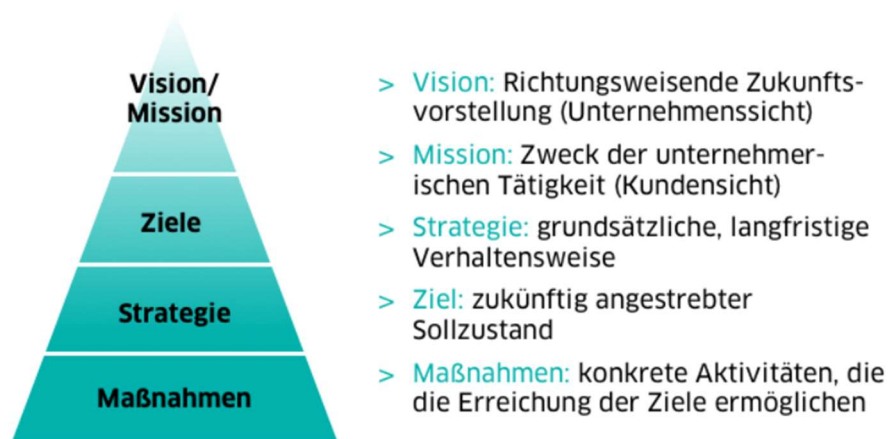 Vision/
Mission
Ziele
Strategie
Maßnahmen
> Vision: Richtungsweisende Zukunfts-
vorstellung (Unternehmenssicht)
> Mission: Zweck der unternehmer-
ischen Tätigkeit (Kundensicht)
> Strategie: grundsätzliche, langfristige
Verhaltensweise
> Ziel: zukünftig angestrebter
Sollzustand
> Maßnahmen: konkrete Aktivitäten, die
die Erreichung der Ziele ermöglichen